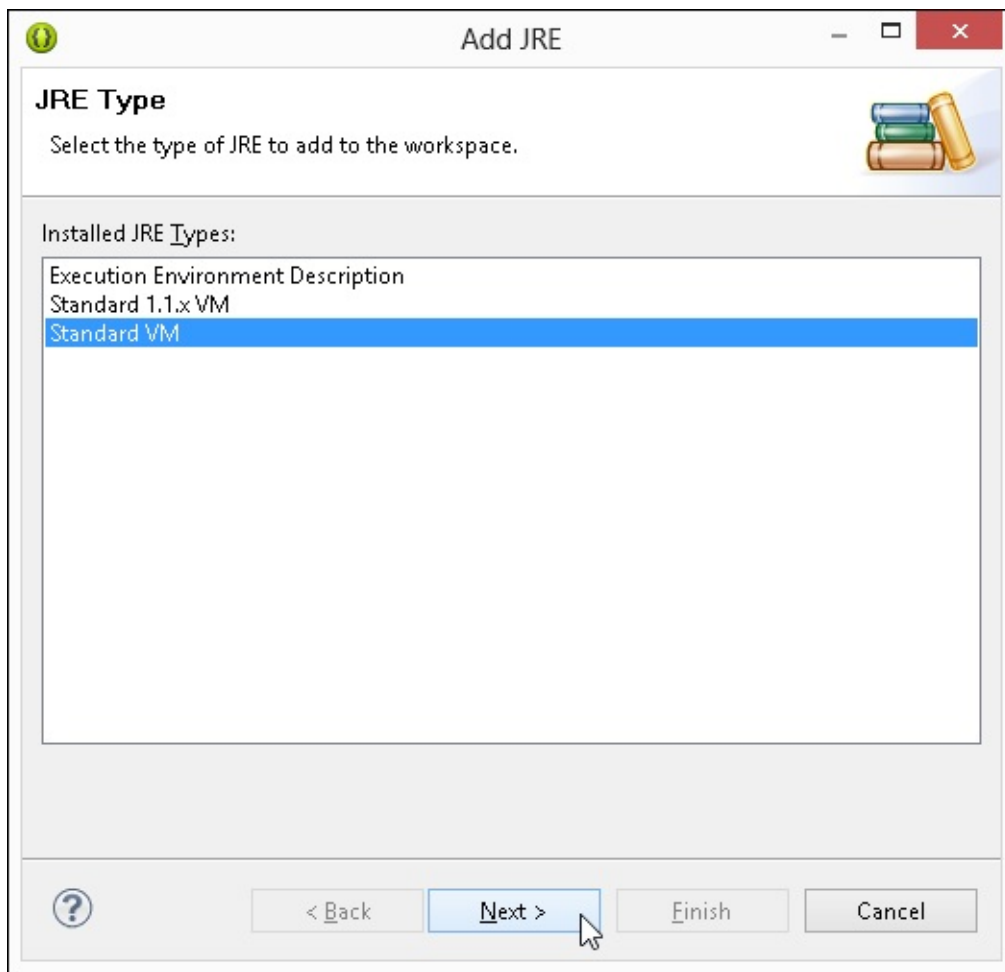 Add JRE
JRE Type
Select the type of JRE to add to the workspace.
Installed JRE Types:
Execution Environment Description
Standard 1.1.x VM
Standard VM
< Back Next > Finish Cancel